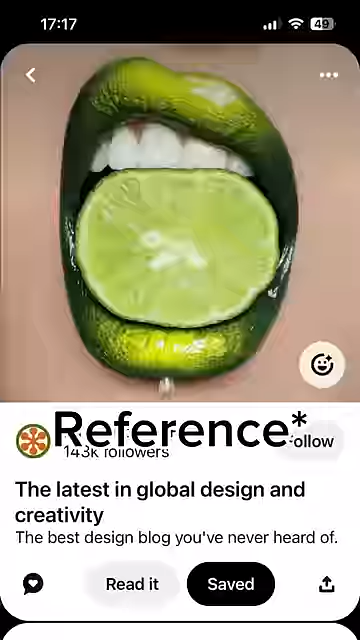 17:17
49
Reference*
ollow
143k followers
The latest in global design and
creativity
The best design blog you've never heard of.
Read it
Saved